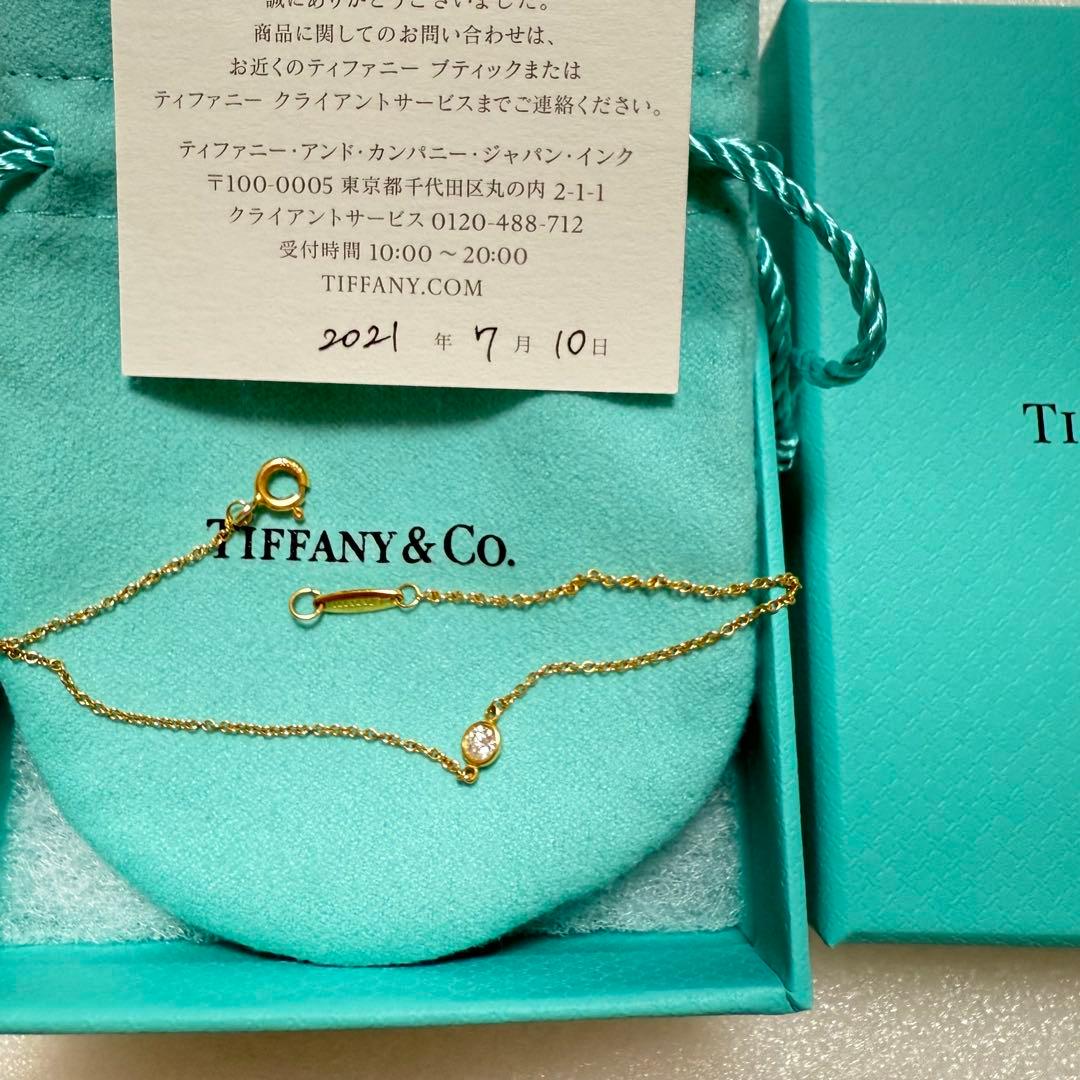 誠にありがとうございました。
商品に関してのお問い合わせは、
お近くのティファニー ブティックまたは
ティファニー クライアントサービスまでご連絡ください。
ティファニー・アンド・カンパニー・ジャパン・インク
〒100-0005 東京都千代田区丸の内 2-1-1
クライアントサービス 0120-488-712
受付時間 10:00 〜 20:00
TIFFANY.COM
2021 年 7 月 10 日
TIFFANY & CO.
TI